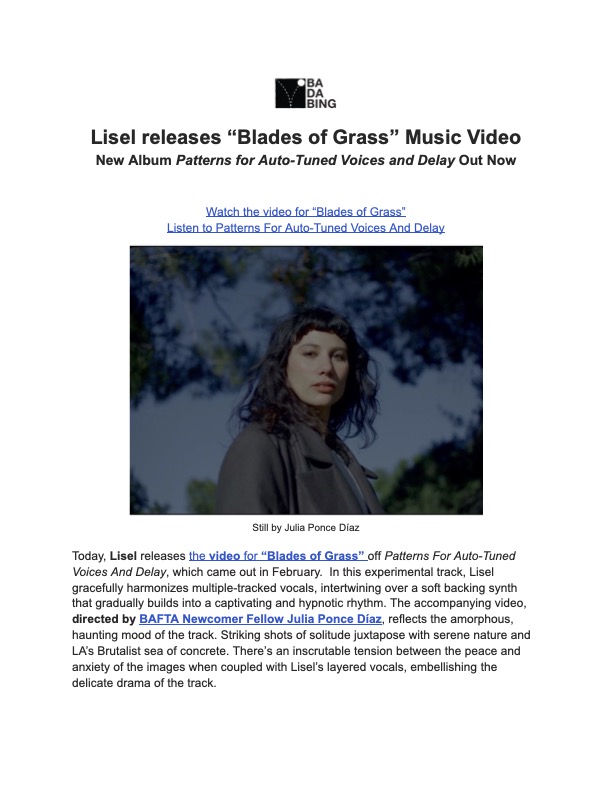 BA
DA
BING
Lisel releases “Blades of Grass” Music Video
New Album Patterns for Auto-Tuned Voices and Delay Out Now
Watch the video for “Blades of Grass”
Listen to Patterns For Auto-Tuned Voices And Delay
Still by Julia Ponce Díaz
Today, Lisel releases the video for “Blades of Grass” off Patterns For Auto-Tuned
Voices And Delay, which came out in February.  In this experimental track, Lisel
gracefully harmonizes multiple-tracked vocals, intertwining over a soft backing synth
that gradually builds into a captivating and hypnotic rhythm. The accompanying video,
directed by BAFTA Newcomer Fellow Julia Ponce Díaz, reflects the amorphous,
haunting mood of the track. Striking shots of solitude juxtapose with serene nature and
LA’s Brutalist sea of concrete. There’s an inscrutable tension between the peace and
anxiety of the images when coupled with Lisel’s layered vocals, embellishing the
delicate drama of the track.